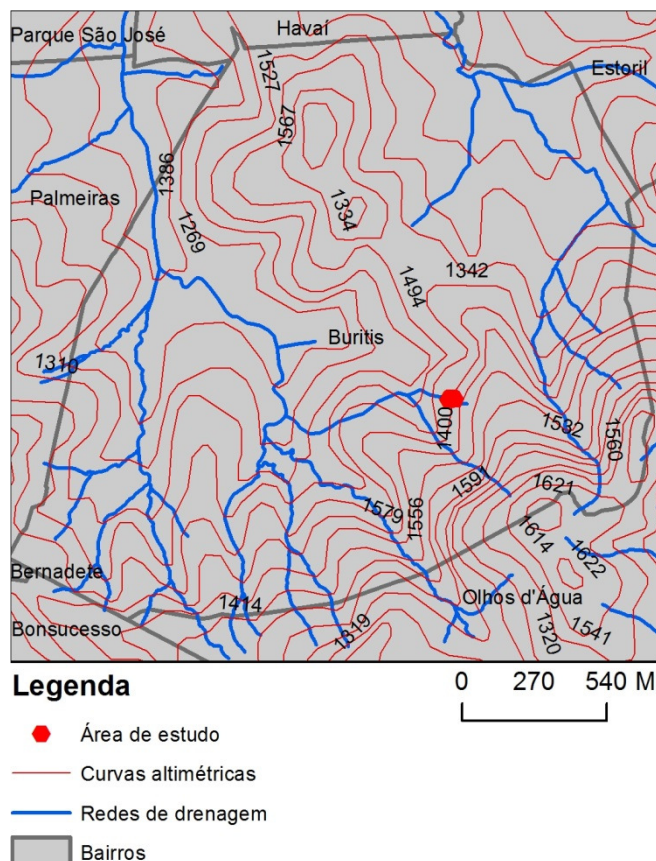 Parque São José
Havaí
Estoril
1527
1567
1386
Palmeiras
1334
1269
1342
1494
Buritis
1310
1400
1532
1560
1591
1621
1579
1556
1614
1622
Bernadete
1414
Olhos d'Água
Bonsucesso
1319
1320
1541
Legenda
0 270 540 M
Área de estudo
Curvas altimétricas
Redes de drenagem
Bairros